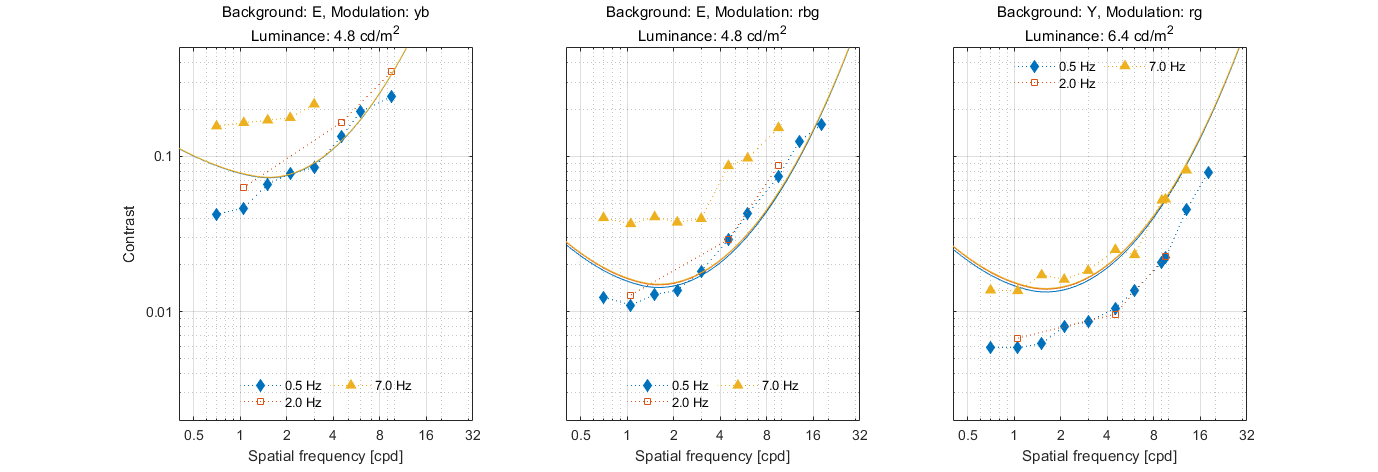 Background: E, Modulation: yb
Luminance: 4.8 cd/m²
Background: E, Modulation: rbg
Luminance: 4.8 cd/m²
Background: Y, Modulation: rg
Luminance: 6.4 cd/m²
Contrast
0.1
0.01
0.5 Hz
7.0 Hz
2.0 Hz
0.5 1 2 4 8 16 32
Spatial frequency [cpd]
0.5 Hz
7.0 Hz
2.0 Hz
0.5 1 2 4 8 16 32
Spatial frequency [cpd]
0.5 Hz
7.0 Hz
2.0 Hz
0.5 1 2 4 8 16 32
Spatial frequency [cpd]